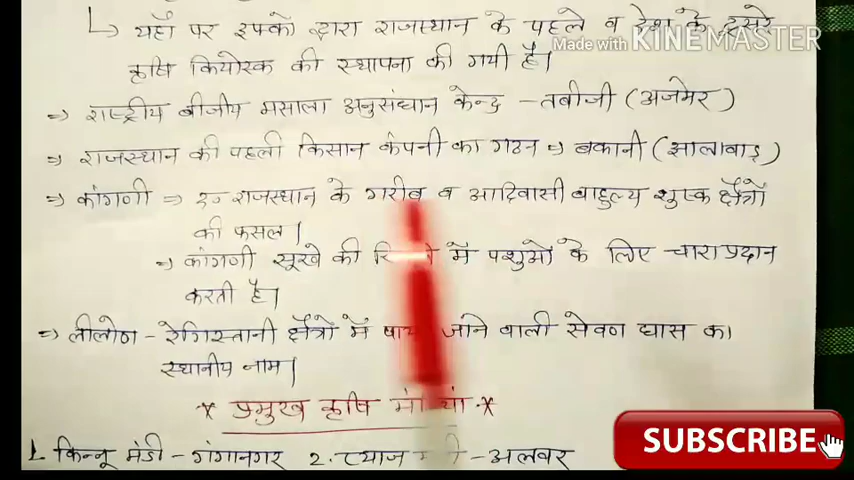 यहाँ पर इफ्को द्वारा राजस्थान के पहले व देश के दूसरे
Made with KINEMASTER
कृषि कियोस्क की स्थापना की गयी है।
⇒ राष्ट्रीय बीजीय मसाला अनुसंधान केन्द्र - तबीजी (अजमेर)
⇒ राजस्थान की पहली किसान कंपनी का गठन ⇒ बकानी (झालावाड़)
⇒ कांगणी ⇒ द० राजस्थान के गरीब व आदिवासी बाहुल्य शुष्क क्षैत्रों
की फसल।
⇒ कांगणी सूखे की में पशुओं के लिए चारा प्रदान
करती है।
⇒ लीलोण - रेगिस्तानी क्षैत्रों में जाने वाली सेवण घास का
स्थानीय नाम।
* प्रमुख कृषि *
1. किन्नू मंडी - गंगानगर 2. प्याज - अलवर
SUBSCRIBE